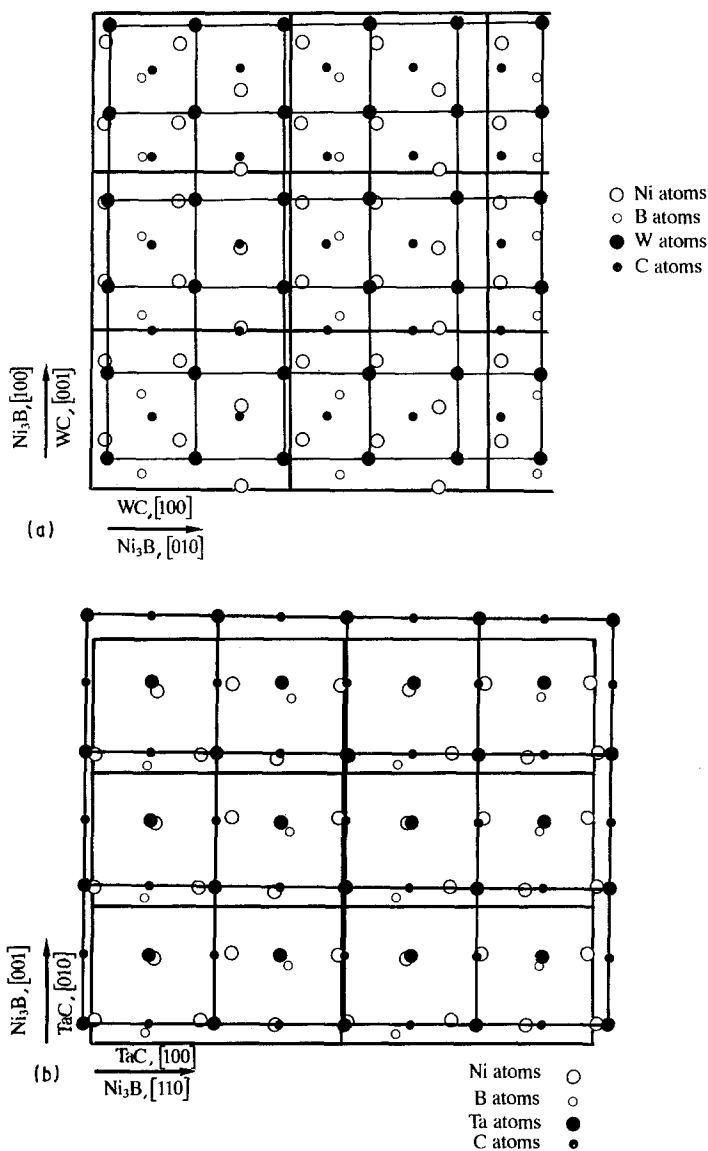 Ni atoms
B atoms
W atoms
C atoms
Ni₃B, [100]
WC, [001]
WC, [100]
Ni₃B, [010]
(a)
Ni₃B, [001]
TaC, [010]
TaC, [100]
Ni₃B, [110]
(b)
Ni atoms
B atoms
Ta atoms
C atoms